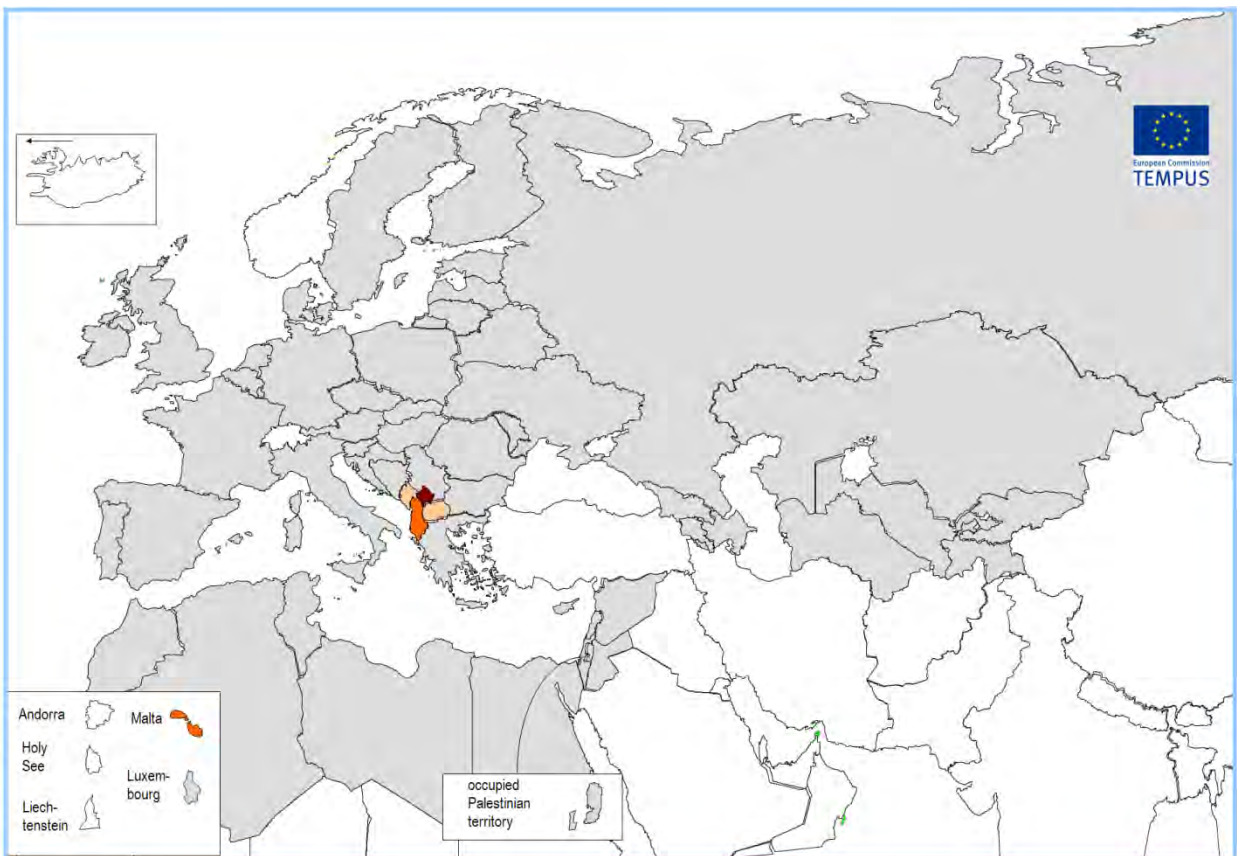 European Commission
TEMPUS
Andorra
Malta
Holy
See
Luxem-
bourg
Liech-
tenstein
occupied
Palestinian
territory